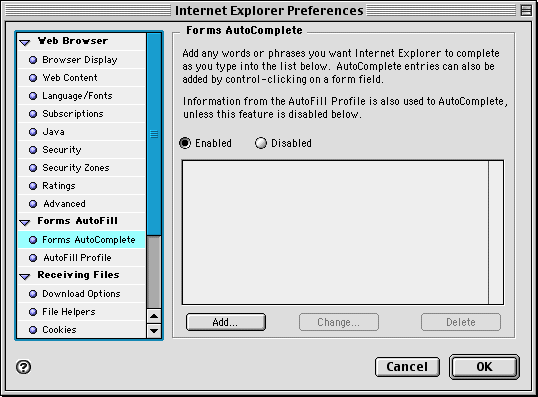 Internet Explorer Preferences
Web Browser
Browser Display
Web Content
Language/Fonts
Subscriptions
Java
Security
Security Zones
Ratings
Advanced
Forms AutoFill
Forms AutoComplete
AutoFill Profile
Receiving Files
Download Options
File Helpers
Cookies
Forms AutoComplete
Add any words or phrases you want Internet Explorer to complete
as you type into the list below. AutoComplete entries can also be
added by control-clicking on a form field.
Information from the AutoFill Profile is also used to AutoComplete,
unless this feature is disabled below.
Enabled Disabled
Add... Change... Delete
?
Cancel OK